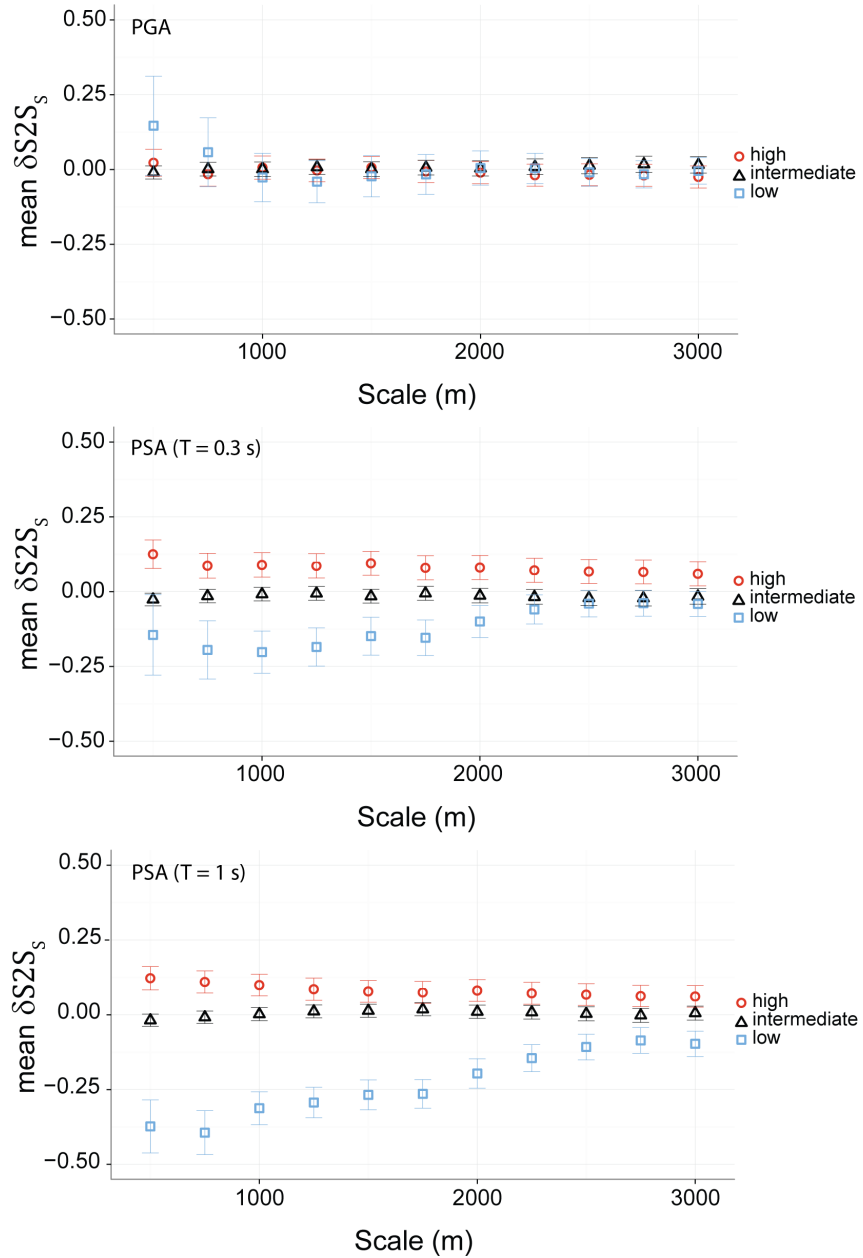 PGA
0.50
0.25
0.00
−0.25
−0.50
mean δS2Sₛ
1000
2000
3000
Scale (m)
high
intermediate
low
PSA (T = 0.3 s)
0.50
0.25
0.00
−0.25
−0.50
mean δS2Sₛ
1000
2000
3000
Scale (m)
high
intermediate
low
PSA (T = 1 s)
0.50
0.25
0.00
−0.25
−0.50
mean δS2Sₛ
1000
2000
3000
Scale (m)
high
intermediate
low